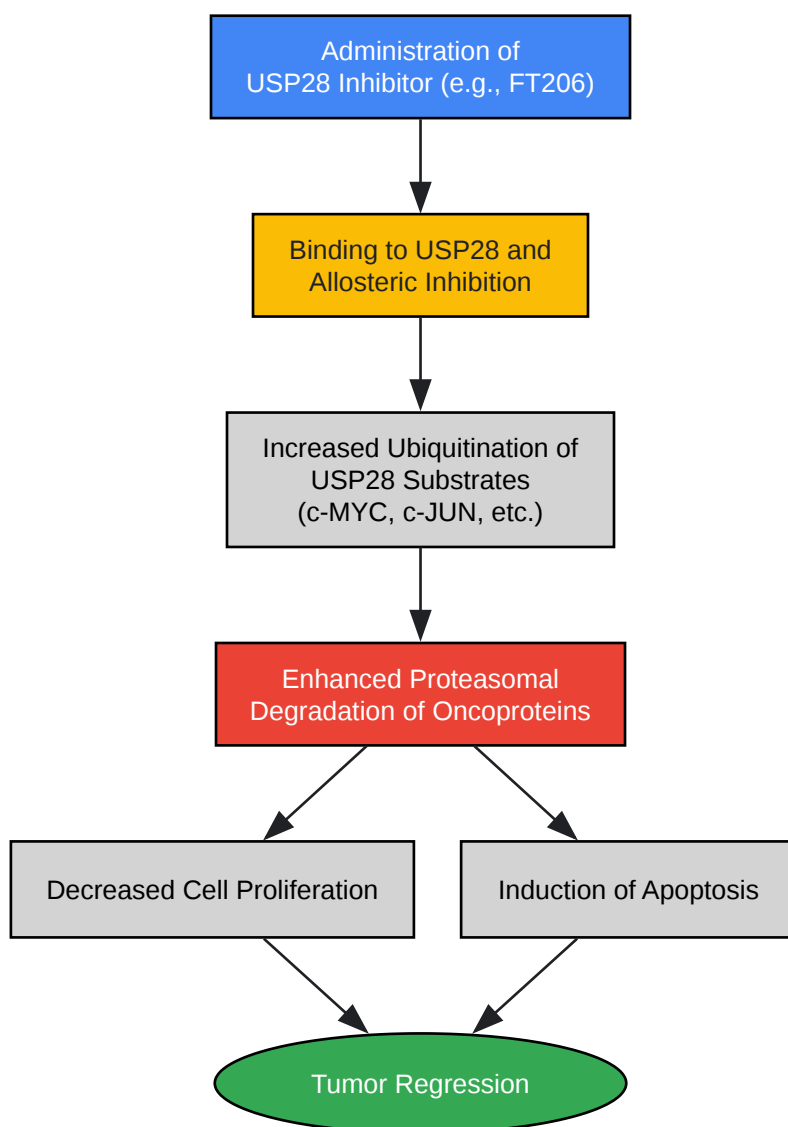 Administration of
USP28 Inhibitor (e.g., FT206)
Binding to USP28 and
Allosteric Inhibition
Increased Ubiquitination of
USP28 Substrates
(c-MYC, c-JUN, etc.)
Enhanced Proteasomal
Degradation of Oncoproteins
Decreased Cell Proliferation
Induction of Apoptosis
Tumor Regression